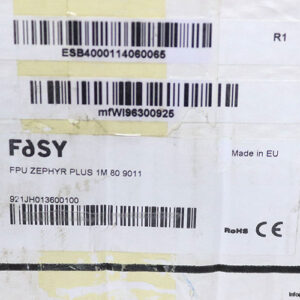 ESB4000114060065
R1
mfWI96300925
FASY
Made in EU
FPU ZEPHYR PLUS 1M 80 9011
921JH013600100
RoHS CE